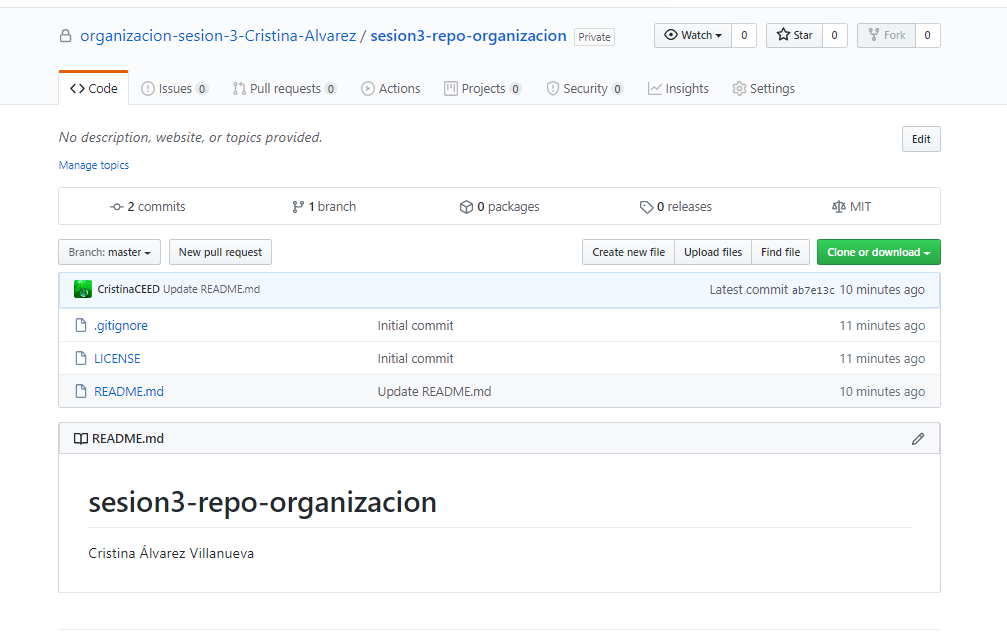 organizacion-sesion-3-Cristina-Alvarez / sesion3-repo-organizacion Private Watch 0 Star 0 Fork 0
Code Issues 0 Pull requests 0 Actions Projects 0 Security 0 Insights Settings
No description, website, or topics provided. Edit
Manage topics
2 commits 1 branch 0 packages 0 releases MIT
Branch: master New pull request Create new file Upload files Find file Clone or download
CristinaCEED Update README.md Latest commit ab7e13c 10 minutes ago
.gitignore Initial commit 11 minutes ago
LICENSE Initial commit 11 minutes ago
README.md Update README.md 10 minutes ago
README.md
sesion3-repo-organizacion
Cristina Álvarez Villanueva